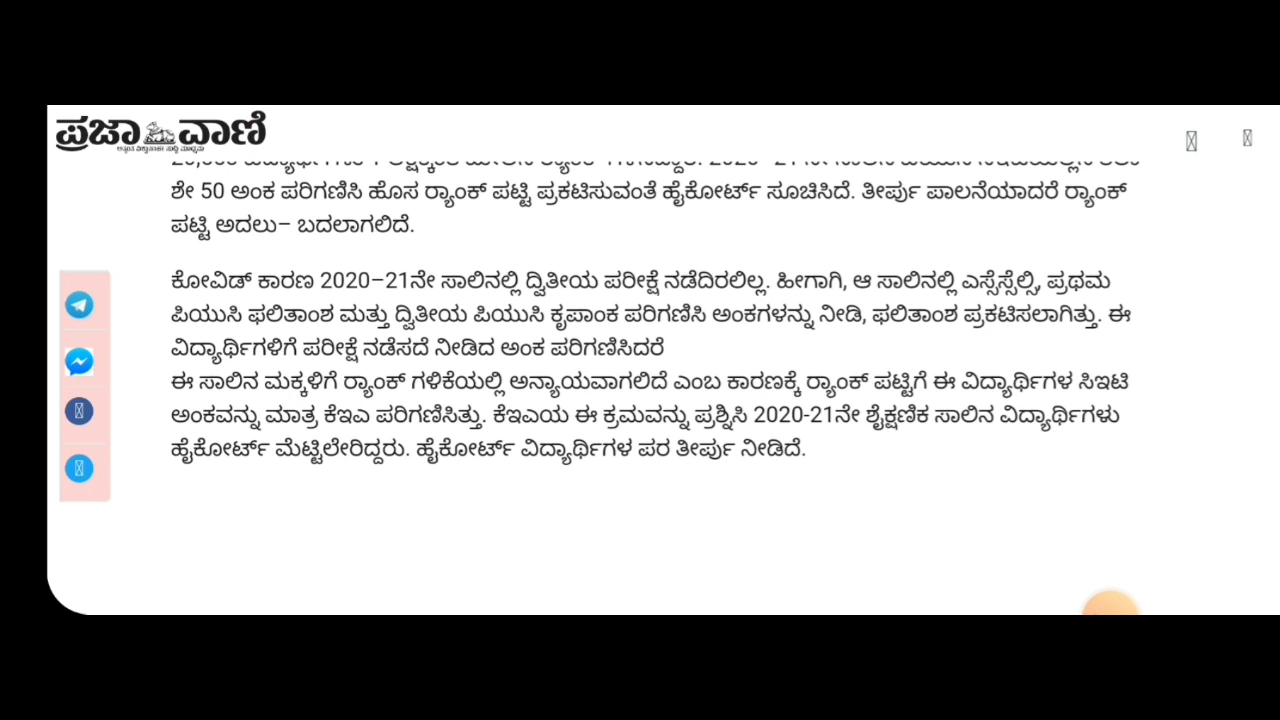 ಪ್ರಜಾವಾಣಿ
ಶೇ 50 ಅಂಕ ಪರಿಗಣಿಸಿ ಹೊಸ ರ‍್ಯಾಂಕ್ ಪಟ್ಟಿ ಪ್ರಕಟಿಸುವಂತೆ ಹೈಕೋರ್ಟ್ ಸೂಚಿಸಿದೆ. ತೀರ್ಪು ಪಾಲನೆಯಾದರೆ ರ‍್ಯಾಂಕ್
ಪಟ್ಟಿ ಅದಲು– ಬದಲಾಗಲಿದೆ.
ಕೋವಿಡ್ ಕಾರಣ 2020–21ನೇ ಸಾಲಿನಲ್ಲಿ ದ್ವಿತೀಯ ಪರೀಕ್ಷೆ ನಡೆದಿರಲಿಲ್ಲ. ಹೀಗಾಗಿ, ಆ ಸಾಲಿನಲ್ಲಿ ಎಸ್ಸೆಸ್ಸೆಲ್ಸಿ, ಪ್ರಥಮ
ಪಿಯುಸಿ ಫಲಿತಾಂಶ ಮತ್ತು ದ್ವಿತೀಯ ಪಿಯುಸಿ ಕೃಪಾಂಕ ಪರಿಗಣಿಸಿ ಅಂಕಗಳನ್ನು ನೀಡಿ, ಫಲಿತಾಂಶ ಪ್ರಕಟಿಸಲಾಗಿತ್ತು. ಈ
ವಿದ್ಯಾರ್ಥಿಗಳಿಗೆ ಪರೀಕ್ಷೆ ನಡೆಸದೆ ನೀಡಿದ ಅಂಕ ಪರಿಗಣಿಸಿದರೆ
ಈ ಸಾಲಿನ ಮಕ್ಕಳಿಗೆ ರ‍್ಯಾಂಕ್ ಗಳಿಕೆಯಲ್ಲಿ ಅನ್ಯಾಯವಾಗಲಿದೆ ಎಂಬ ಕಾರಣಕ್ಕೆ ರ‍್ಯಾಂಕ್ ಪಟ್ಟಿಗೆ ಈ ವಿದ್ಯಾರ್ಥಿಗಳ ಸಿಇಟಿ
ಅಂಕವನ್ನು ಮಾತ್ರ ಕೆಇಎ ಪರಿಗಣಿಸಿತ್ತು. ಕೆಇಎಯ ಈ ಕ್ರಮವನ್ನು ಪ್ರಶ್ನಿಸಿ 2020-21ನೇ ಶೈಕ್ಷಣಿಕ ಸಾಲಿನ ವಿದ್ಯಾರ್ಥಿಗಳು
ಹೈಕೋರ್ಟ್ ಮೆಟ್ಟಿಲೇರಿದ್ದರು. ಹೈಕೋರ್ಟ್ ವಿದ್ಯಾರ್ಥಿಗಳ ಪರ ತೀರ್ಪು ನೀಡಿದೆ.